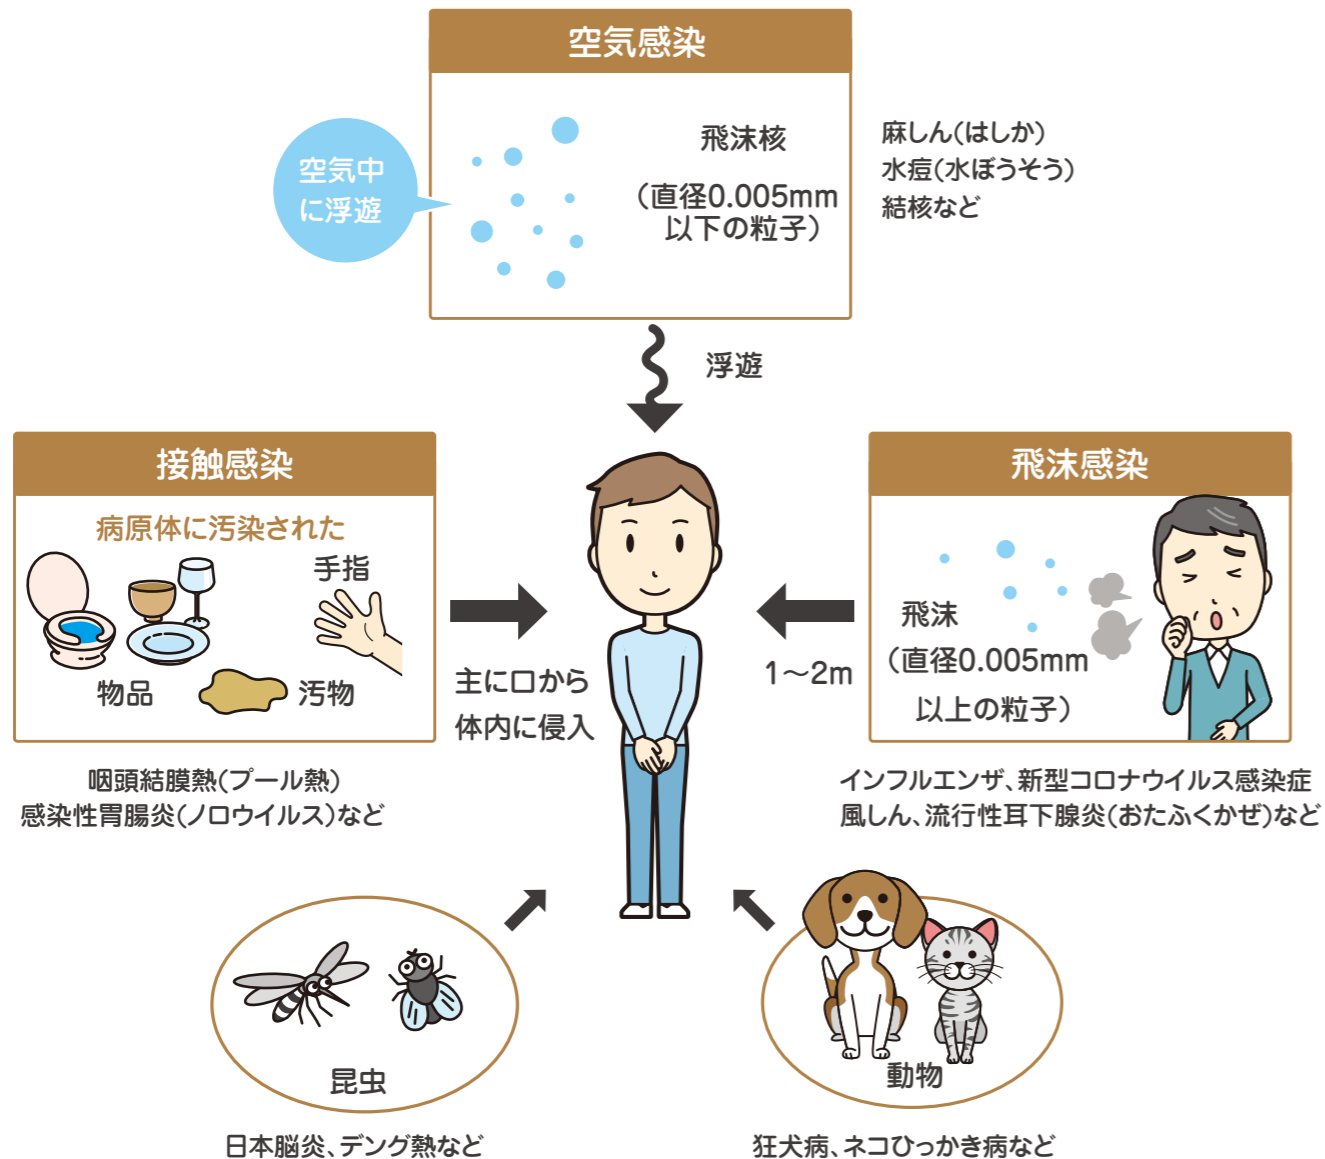 空気感染
空気中
に浮遊
飛沫核
(直径0.005mm
以下の粒子)
麻しん(はしか)
水痘(水ぼうそう)
結核など
浮遊
接触感染
病原体に汚染された
手指
物品
汚物
主に口から
体内に侵入
咽頭結膜熱(プール熱)
感染性胃腸炎(ノロウイルス)など
飛沫感染
飛沫
(直径0.005mm
以上の粒子)
1〜2m
インフルエンザ、新型コロナウイルス感染症
風しん、流行性耳下腺炎(おたふくかぜ)など
昆虫
日本脳炎、デング熱など
動物
狂犬病、ネコひっかき病など